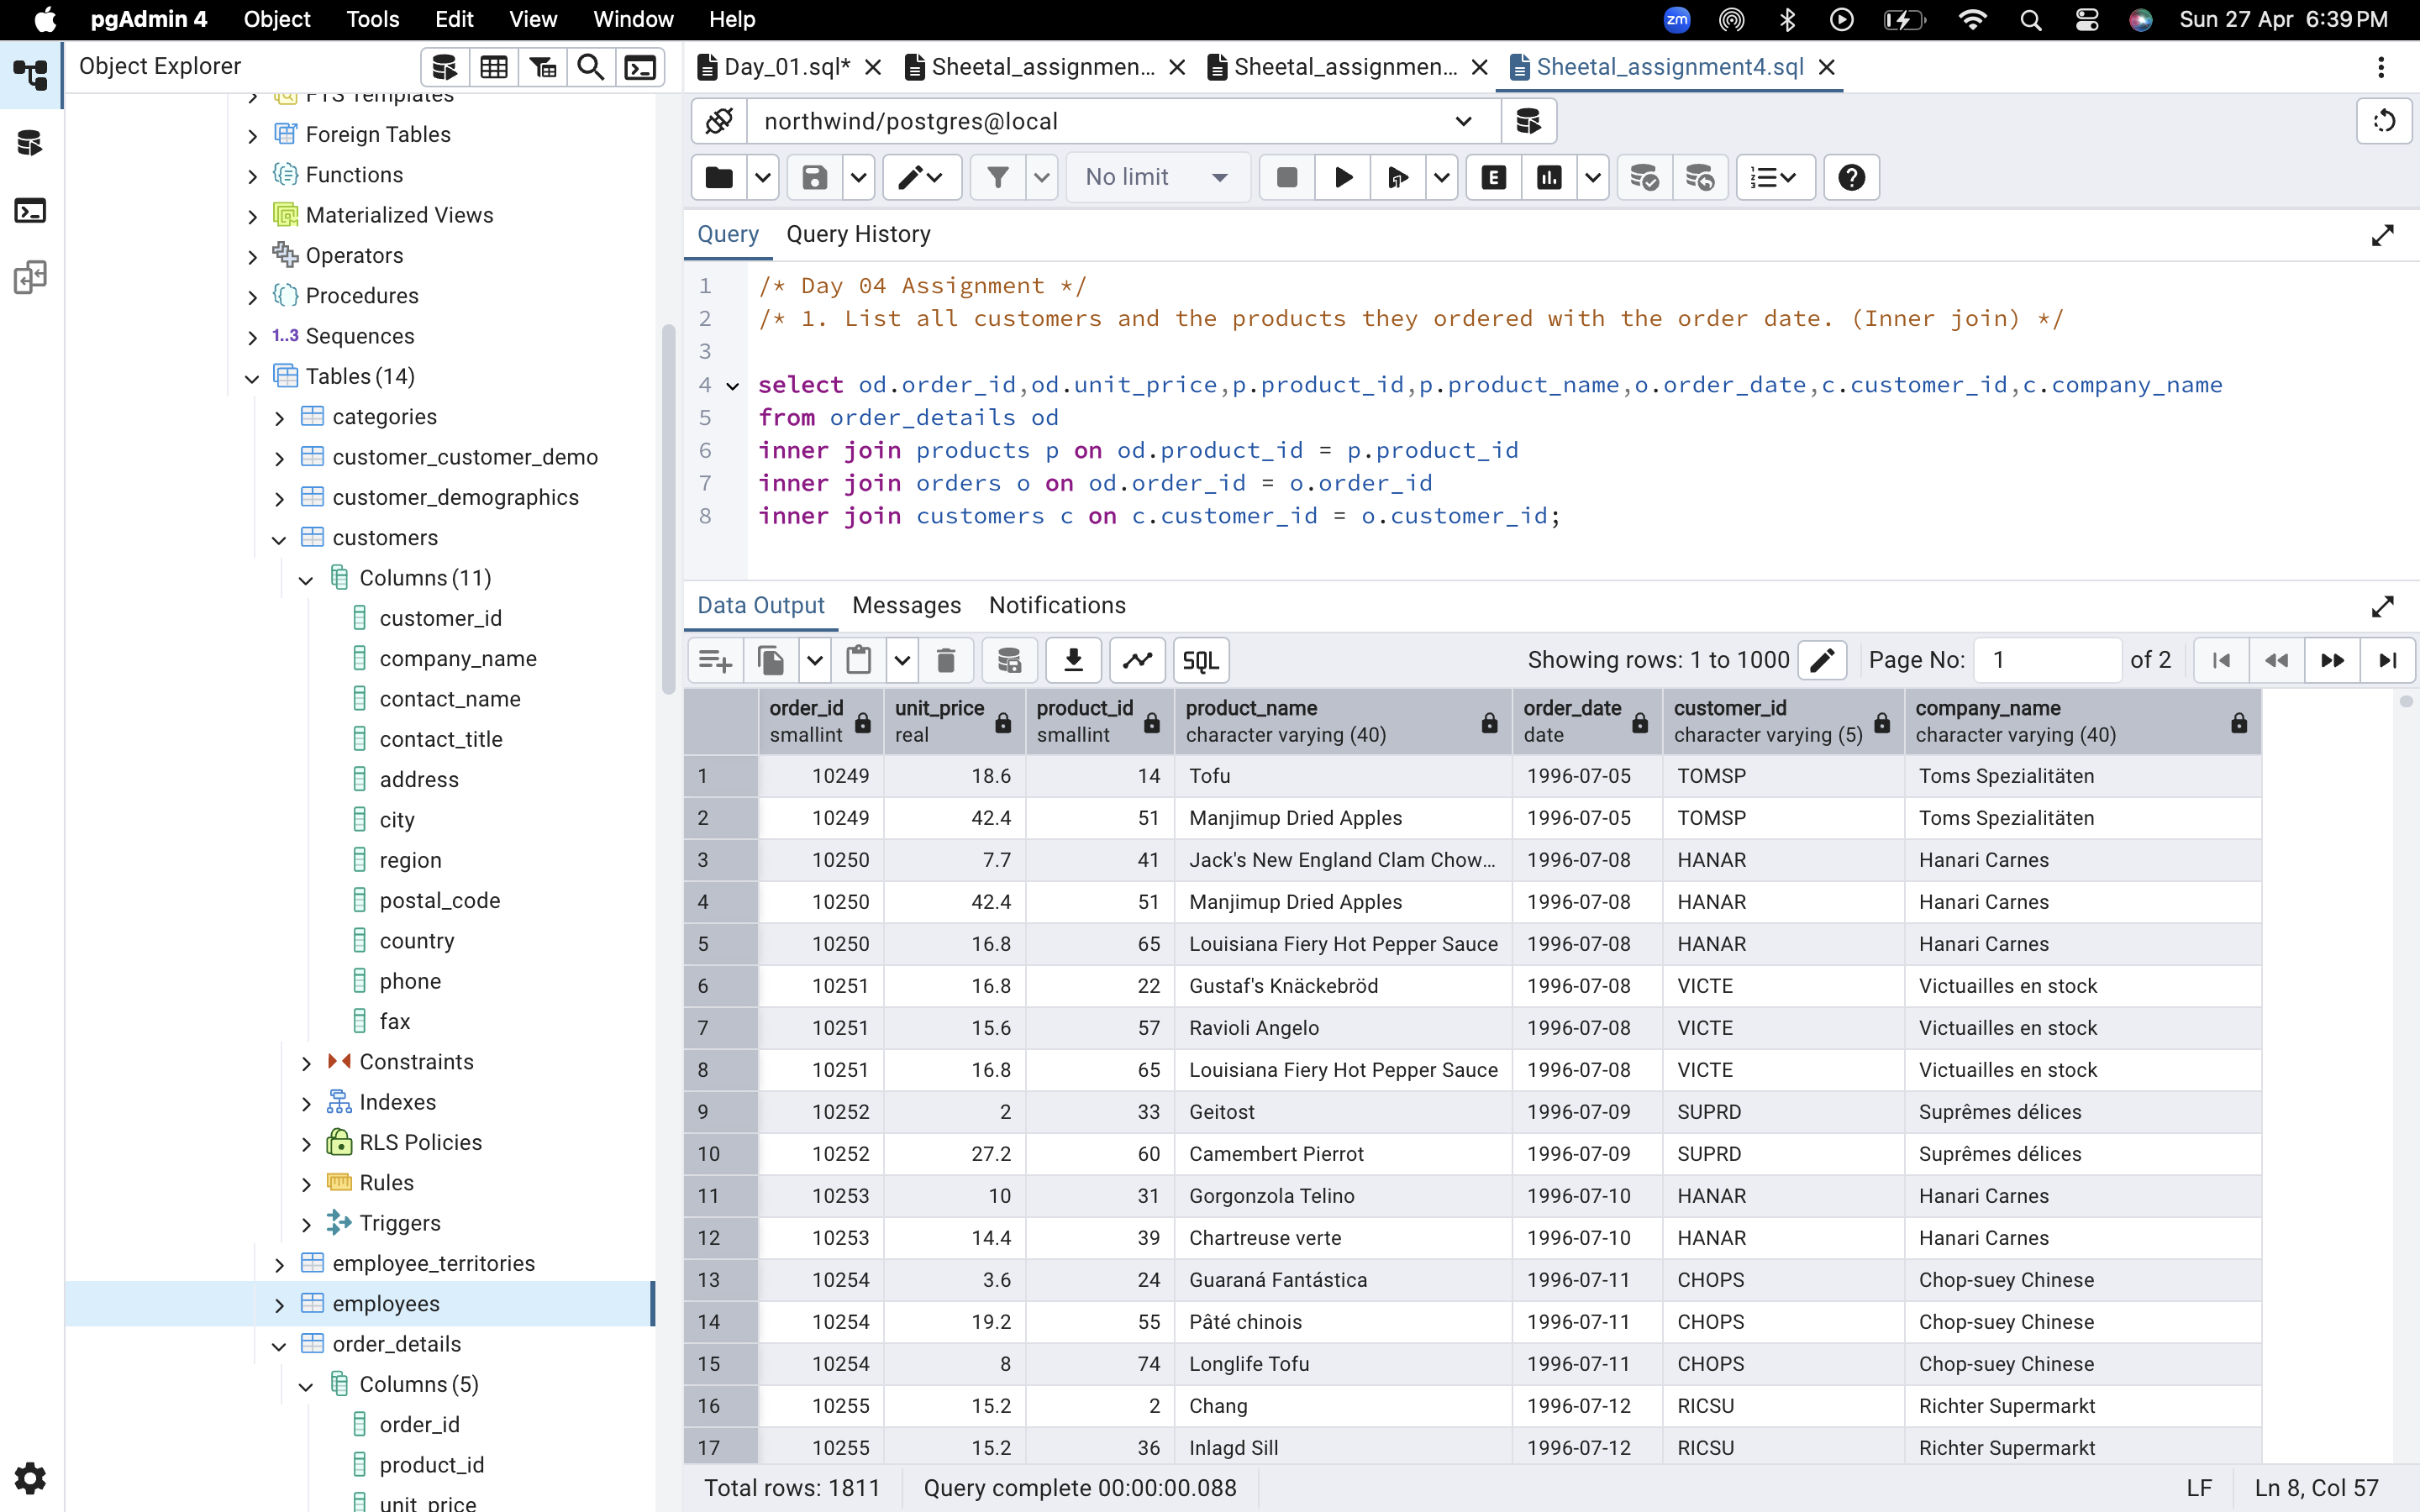 pgAdmin 4 Object Tools Edit View Window Help
zm Sun 27 Apr 6:39 PM
Object Explorer
FTS Templates
Foreign Tables
Functions
Materialized Views
Operators
Procedures
1..3 Sequences
Tables (14)
categories
customer_customer_demo
customer_demographics
customers
Columns (11)
customer_id
company_name
contact_name
contact_title
address
city
region
postal_code
country
phone
fax
Constraints
Indexes
RLS Policies
Rules
Triggers
employee_territories
employees
order_details
Columns (5)
order_id
product_id
unit_price
Day_01.sql* Sheetal_assignmen... Sheetal_assignmen... Sheetal_assignment4.sql
northwind/postgres@local
No limit E
Query Query History
1 /* Day 04 Assignment */
2 /* 1. List all customers and the products they ordered with the order date. (Inner join) */
3
4 select od.order_id,od.unit_price,p.product_id,p.product_name,o.order_date,c.customer_id,c.company_name
5 from order_details od
6 inner join products p on od.product_id = p.product_id
7 inner join orders o on od.order_id = o.order_id
8 inner join customers c on c.customer_id = o.customer_id;
Data Output Messages Notifications
SQL Showing rows: 1 to 1000 Page No: 1 of 2
order_id unit_price product_id product_name order_date customer_id company_name
smallint real smallint character varying (40) date character varying (5) character varying (40)
1 10249 18.6 14 Tofu 1996-07-05 TOMSP Toms Spezialitäten
2 10249 42.4 51 Manjimup Dried Apples 1996-07-05 TOMSP Toms Spezialitäten
3 10250 7.7 41 Jack's New England Clam Chow... 1996-07-08 HANAR Hanari Carnes
4 10250 42.4 51 Manjimup Dried Apples 1996-07-08 HANAR Hanari Carnes
5 10250 16.8 65 Louisiana Fiery Hot Pepper Sauce 1996-07-08 HANAR Hanari Carnes
6 10251 16.8 22 Gustaf's Knäckebröd 1996-07-08 VICTE Victuailles en stock
7 10251 15.6 57 Ravioli Angelo 1996-07-08 VICTE Victuailles en stock
8 10251 16.8 65 Louisiana Fiery Hot Pepper Sauce 1996-07-08 VICTE Victuailles en stock
9 10252 2 33 Geitost 1996-07-09 SUPRD Suprêmes délices
10 10252 27.2 60 Camembert Pierrot 1996-07-09 SUPRD Suprêmes délices
11 10253 10 31 Gorgonzola Telino 1996-07-10 HANAR Hanari Carnes
12 10253 14.4 39 Chartreuse verte 1996-07-10 HANAR Hanari Carnes
13 10254 3.6 24 Guaraná Fantástica 1996-07-11 CHOPS Chop-suey Chinese
14 10254 19.2 55 Pâté chinois 1996-07-11 CHOPS Chop-suey Chinese
15 10254 8 74 Longlife Tofu 1996-07-11 CHOPS Chop-suey Chinese
16 10255 15.2 2 Chang 1996-07-12 RICSU Richter Supermarkt
17 10255 15.2 36 Inlagd Sill 1996-07-12 RICSU Richter Supermarkt
Total rows: 1811 Query complete 00:00:00.088 LF Ln 8, Col 57